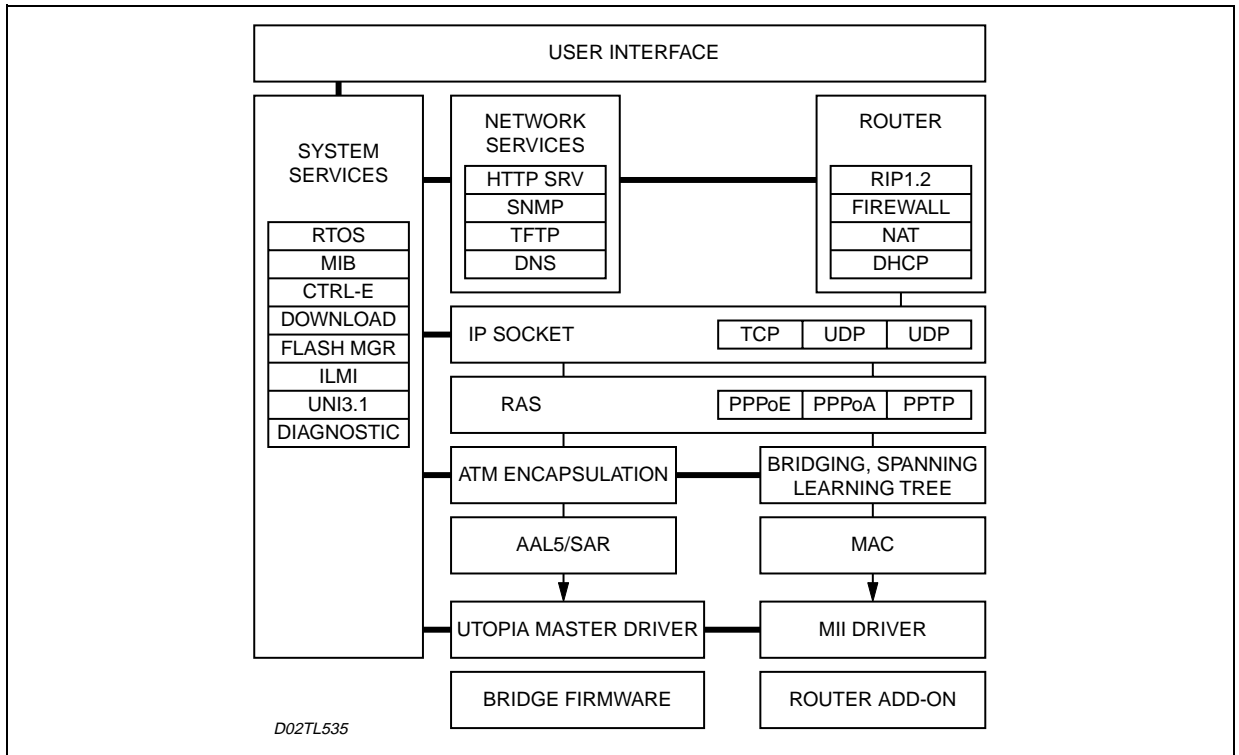 USER INTERFACE
SYSTEM
SERVICES
RTOS
MIB
CTRL-E
DOWNLOAD
FLASH MGR
ILMI
UNI3.1
DIAGNOSTIC
NETWORK
SERVICES
HTTP SRV
SNMP
TFTP
DNS
ROUTER
RIP1.2
FIREWALL
NAT
DHCP
IP SOCKET
TCP
UDP
UDP
RAS
PPPoE
PPPoA
PPTP
ATM ENCAPSULATION
BRIDGING, SPANNING
LEARNING TREE
AAL5/SAR
MAC
UTOPIA MASTER DRIVER
MII DRIVER
BRIDGE FIRMWARE
ROUTER ADD-ON
D02TL535